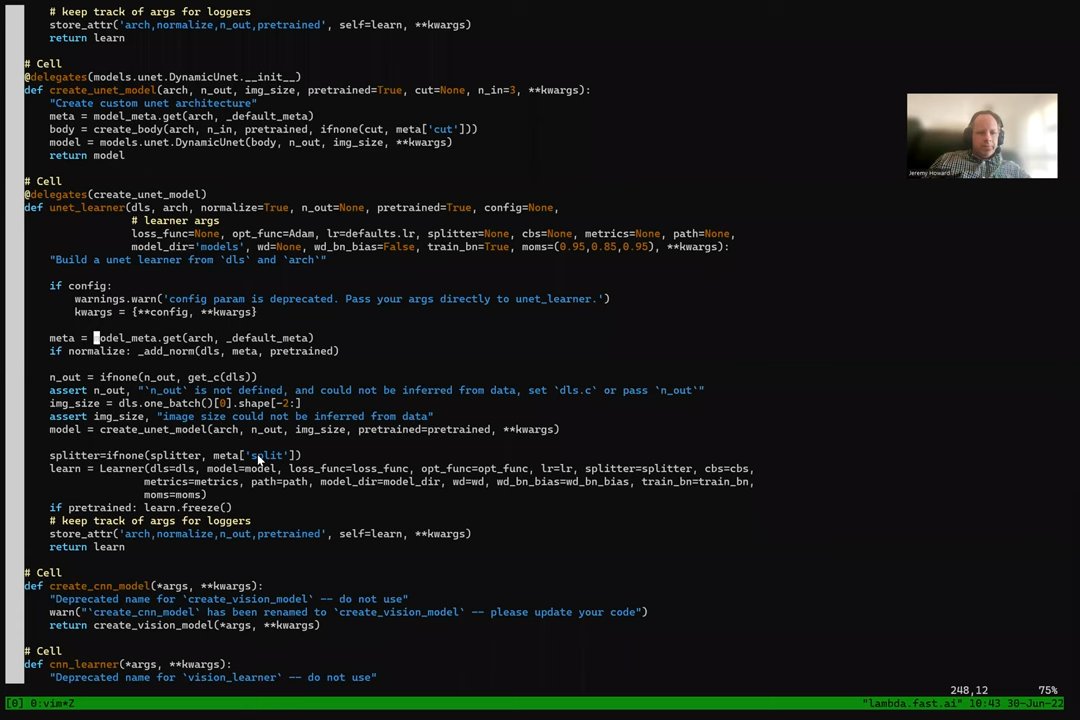 # keep track of args for loggers
store_attr('arch,normalize,n_out,pretrained', self=learn, **kwargs)
return learn
# Cell
@delegates(models.unet.DynamicUnet.__init__)
def create_unet_model(arch, n_out, img_size, pretrained=True, cut=None, n_in=3, **kwargs):
"Create custom unet architecture"
meta = model_meta.get(arch, _default_meta)
body = create_body(arch, n_in, pretrained, ifnone(cut, meta['cut']))
model = models.unet.DynamicUnet(body, n_out, img_size, **kwargs)
return model
# Cell
@delegates(create_unet_model)
def unet_learner(dls, arch, normalize=True, n_out=None, pretrained=True, config=None,
# learner args
loss_func=None, opt_func=Adam, lr=defaults.lr, splitter=None, cbs=None, metrics=None, path=None,
model_dir='models', wd=None, wd_bn_bias=False, train_bn=True, moms=(0.95,0.85,0.95), **kwargs):
"Build a unet learner from `dls` and `arch`"
if config:
warnings.warn('config param is deprecated. Pass your args directly to unet_learner.')
kwargs = {**config, **kwargs}
meta = model_meta.get(arch, _default_meta)
if normalize: _add_norm(dls, meta, pretrained)
n_out = ifnone(n_out, get_c(dls))
assert n_out, "`n_out` is not defined, and could not be inferred from data, set `dls.c` or pass `n_out`"
img_size = dls.one_batch()[0].shape[-2:]
assert img_size, "image size could not be inferred from data"
model = create_unet_model(arch, n_out, img_size, pretrained=pretrained, **kwargs)
splitter=ifnone(splitter, meta['split'])
learn = Learner(dls=dls, model=model, loss_func=loss_func, opt_func=opt_func, lr=lr, splitter=splitter, cbs=cbs,
metrics=metrics, path=path, model_dir=model_dir, wd=wd, wd_bn_bias=wd_bn_bias, train_bn=train_bn,
moms=moms)
if pretrained: learn.freeze()
# keep track of args for loggers
store_attr('arch,normalize,n_out,pretrained', self=learn, **kwargs)
return learn
# Cell
def create_cnn_model(*args, **kwargs):
"Deprecated name for `create_vision_model` -- do not use"
warn("`create_cnn_model` has been renamed to `create_vision_model` -- please update your code")
return create_vision_model(*args, **kwargs)
# Cell
def cnn_learner(*args, **kwargs):
"Deprecated name for `vision_learner` -- do not use"
248,12 75%
[0] 0:vim*Z "lambda.fast.ai" 10:43 30-Jun-22
Jeremy Howard